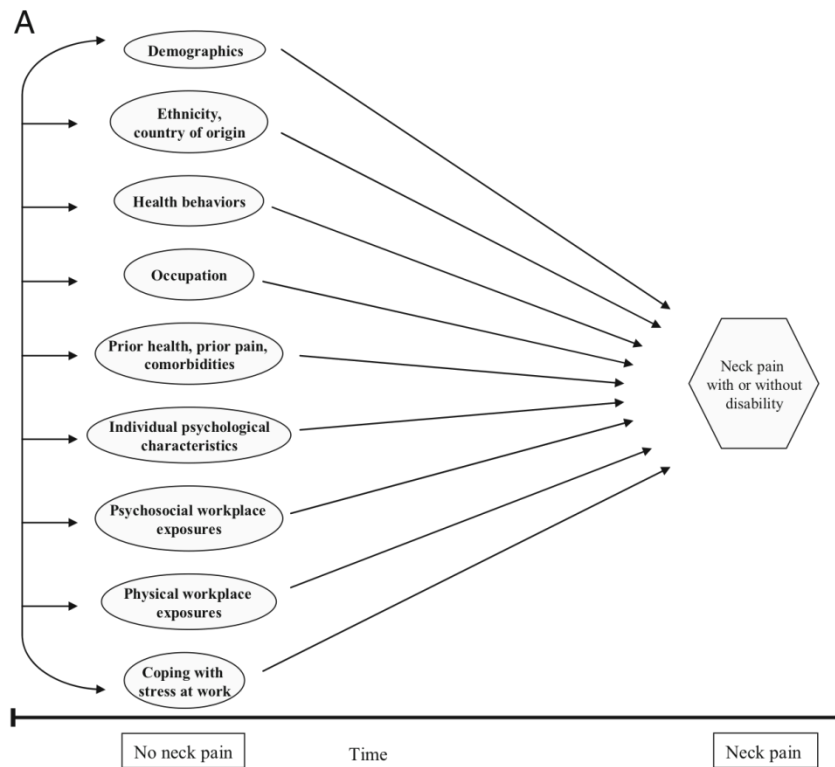 A
Demographics
Ethnicity,
country of origin
Health behaviors
Occupation
Prior health, prior pain,
comorbidities
Individual psychological
characteristics
Psychosocial workplace
exposures
Physical workplace
exposures
Coping with
stress at work
Neck pain
with or without
disability
No neck pain
Time
Neck pain